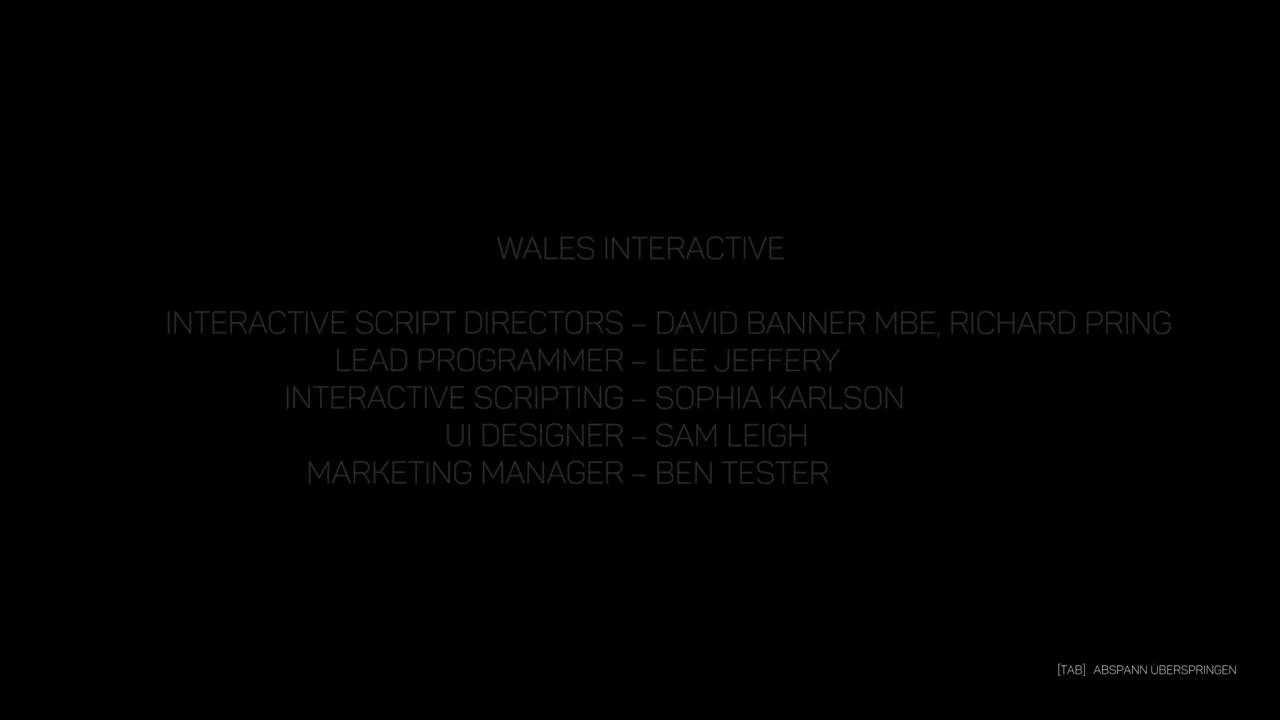 WALES INTERACTIVE
INTERACTIVE SCRIPT DIRECTORS – DAVID BANNER MBE, RICHARD PRING
LEAD PROGRAMMER – LEE JEFFERY
INTERACTIVE SCRIPTING – SOPHIA KARLSON
UI DESIGNER – SAM LEIGH
MARKETING MANAGER – BEN TESTER
[TAB] ABSPANN ÜBERSPRINGEN